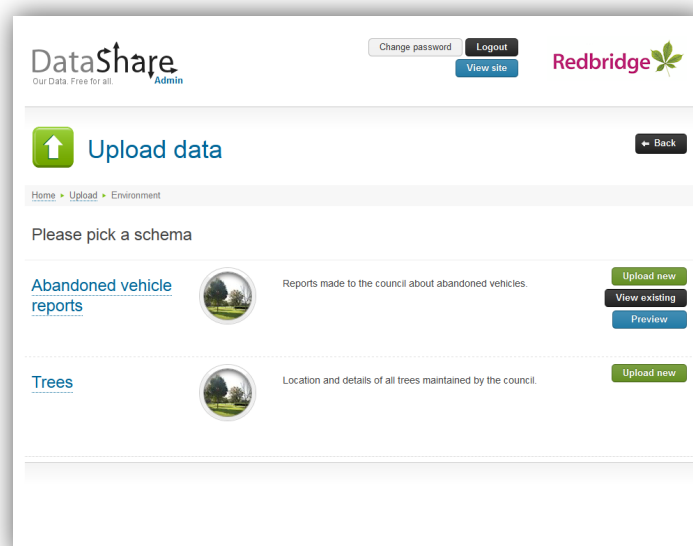 DataShare
Our Data. Free for all.
Admin
Change password
Logout
View site
Redbridge
Upload data
Back
Home ▸ Upload ▸ Environment
Please pick a schema
Abandoned vehicle
reports
Reports made to the council about abandoned vehicles.
Upload new
View existing
Preview
Trees
Location and details of all trees maintained by the council.
Upload new